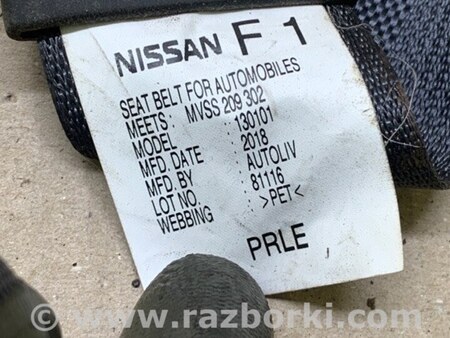 NISSAN F 1
SEAT BELT FOR AUTOMOBILES
MEETS: MVSS 209 302
MODEL : 130101
MFD. DATE : 2018
MFD. BY : AUTOLIV
LOT NO. : 81116
WEBBING : >PET<
PRLE
www.razborki.com